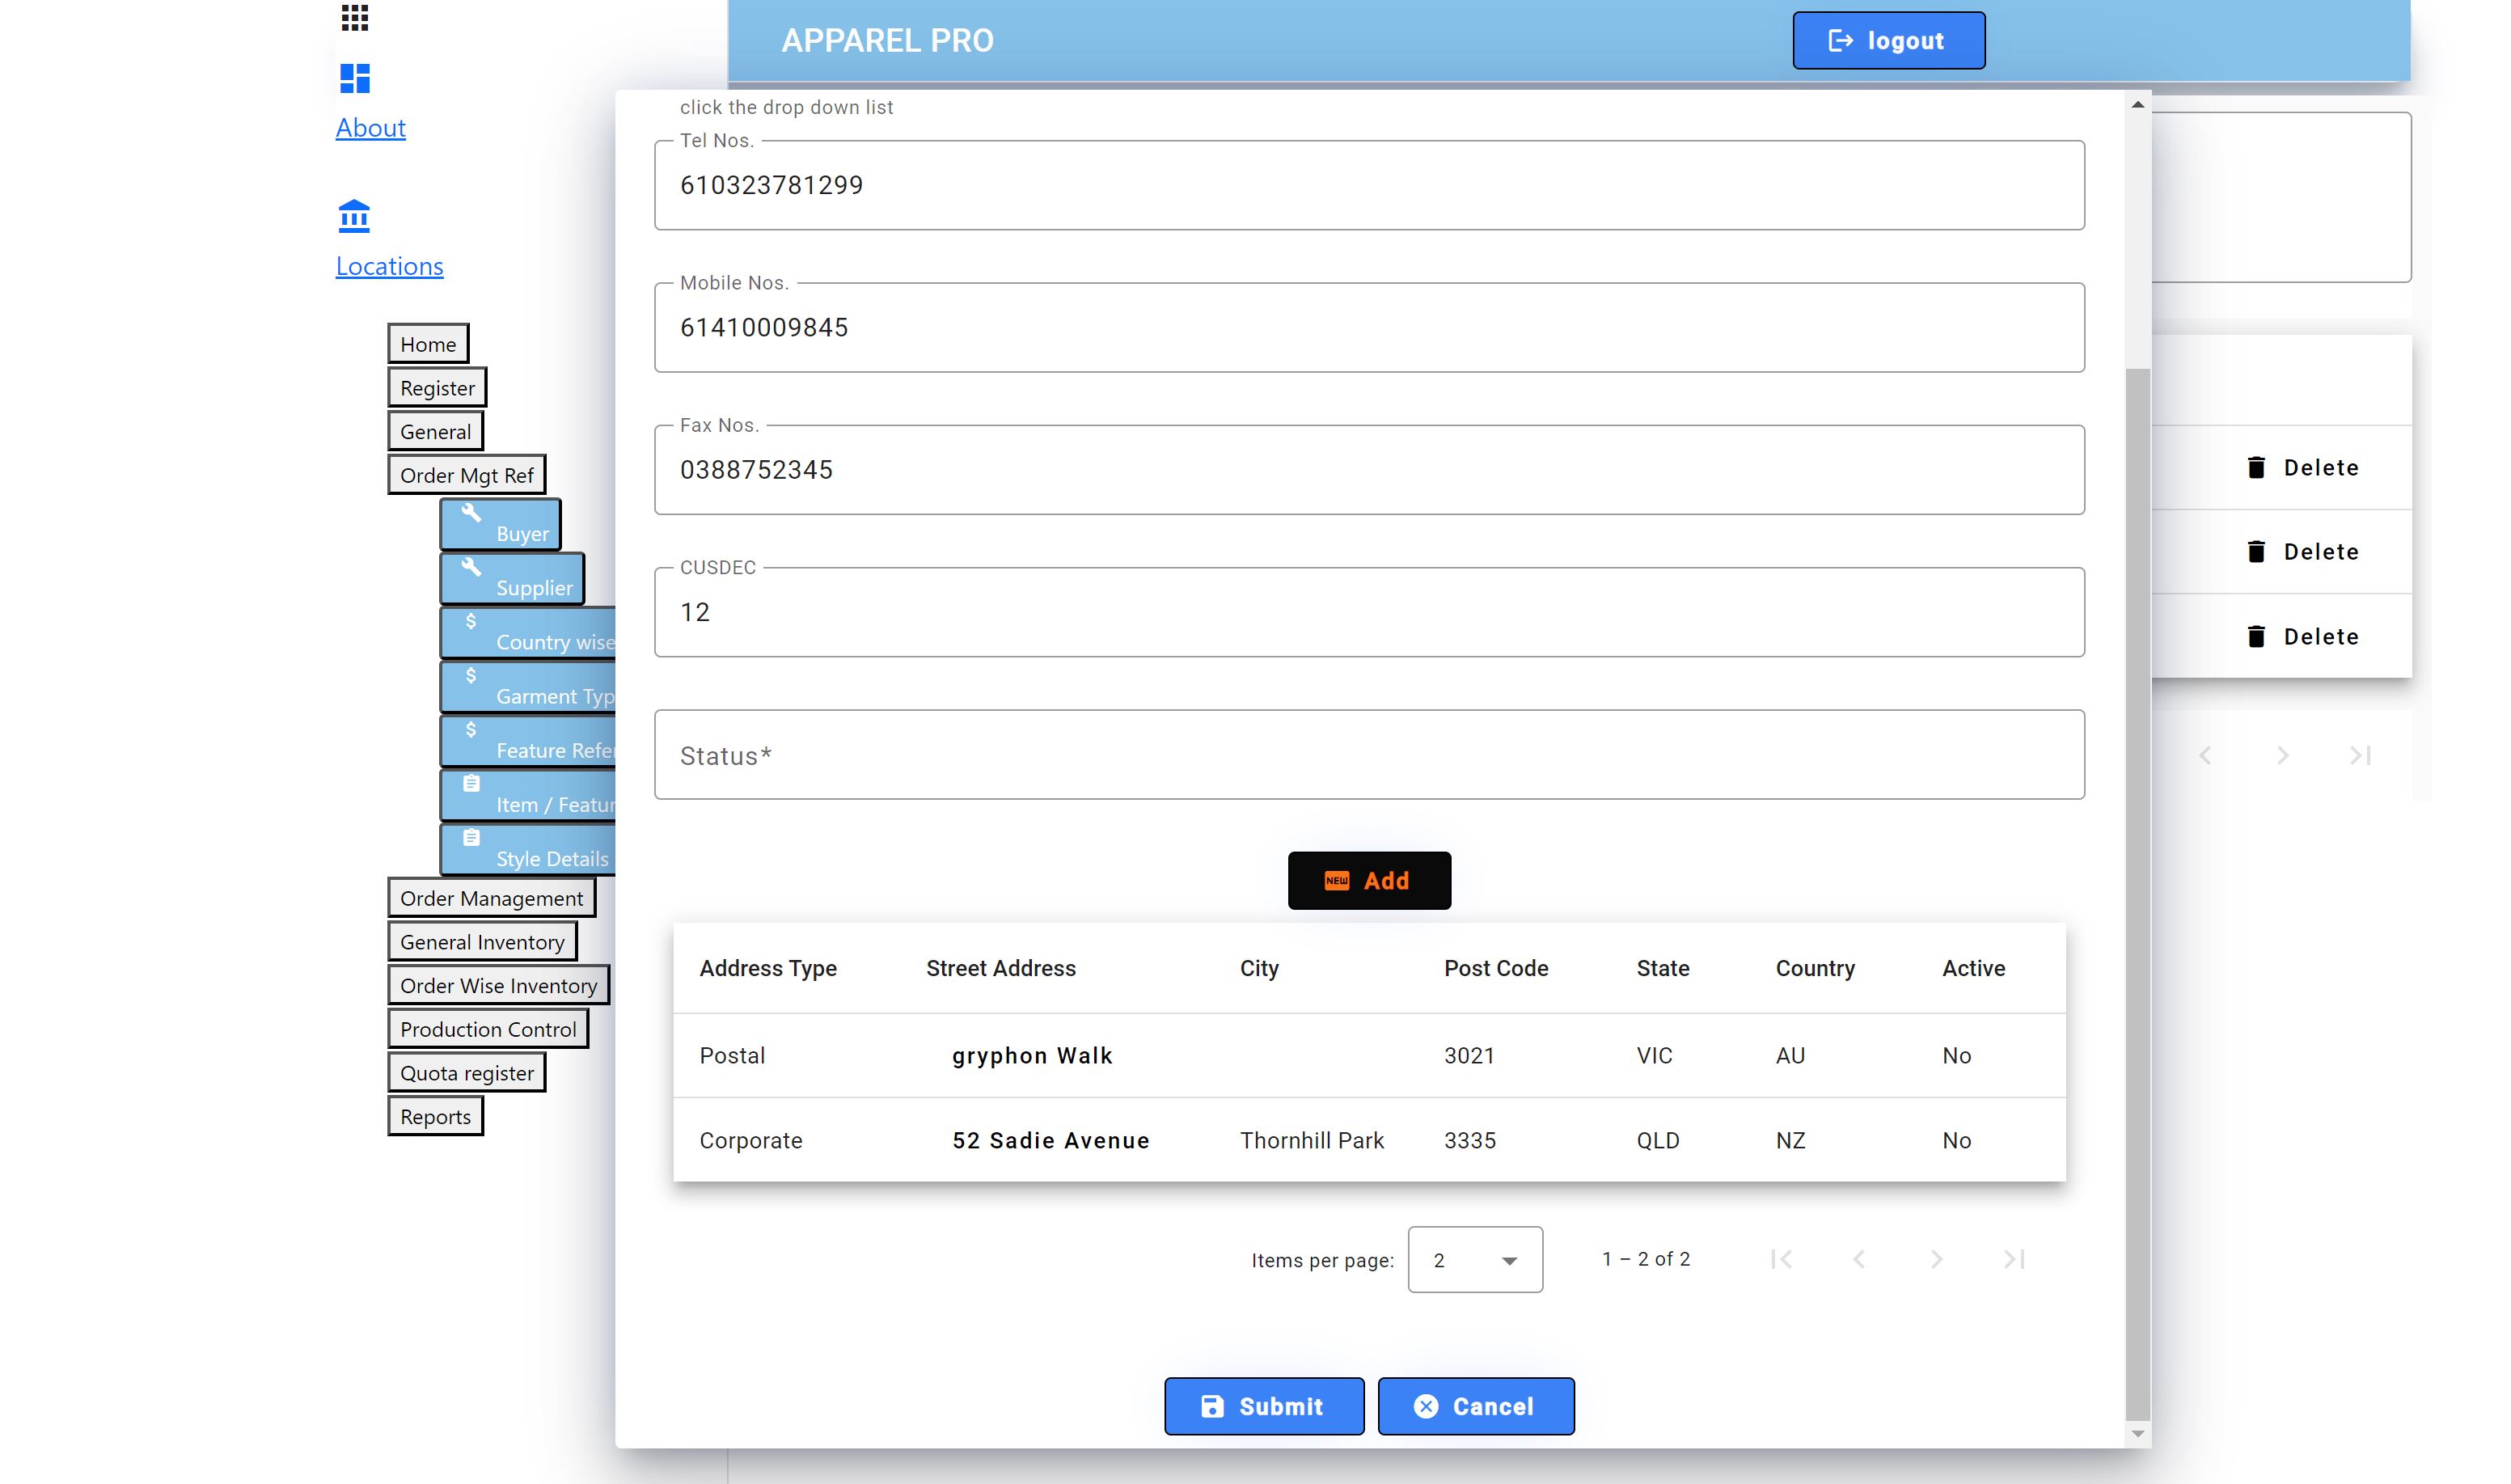 APPAREL PRO
logout
About
Locations
Home
Register
General
Order Mgt Ref
Buyer
Supplier
Country wise
Garment Typ
Feature Refe
Item / Featur
Style Details
Order Management
General Inventory
Order Wise Inventory
Production Control
Quota register
Reports
click the drop down list
Tel Nos.
610323781299
Mobile Nos.
61410009845
Fax Nos.
0388752345
CUSDEC
12
Status*
NEW Add
Address Type Street Address City Post Code State Country Active
Postal gryphon Walk 3021 VIC AU No
Corporate 52 Sadie Avenue Thornhill Park 3335 QLD NZ No
Items per page: 2 1 – 2 of 2
Submit Cancel
Delete
Delete
Delete